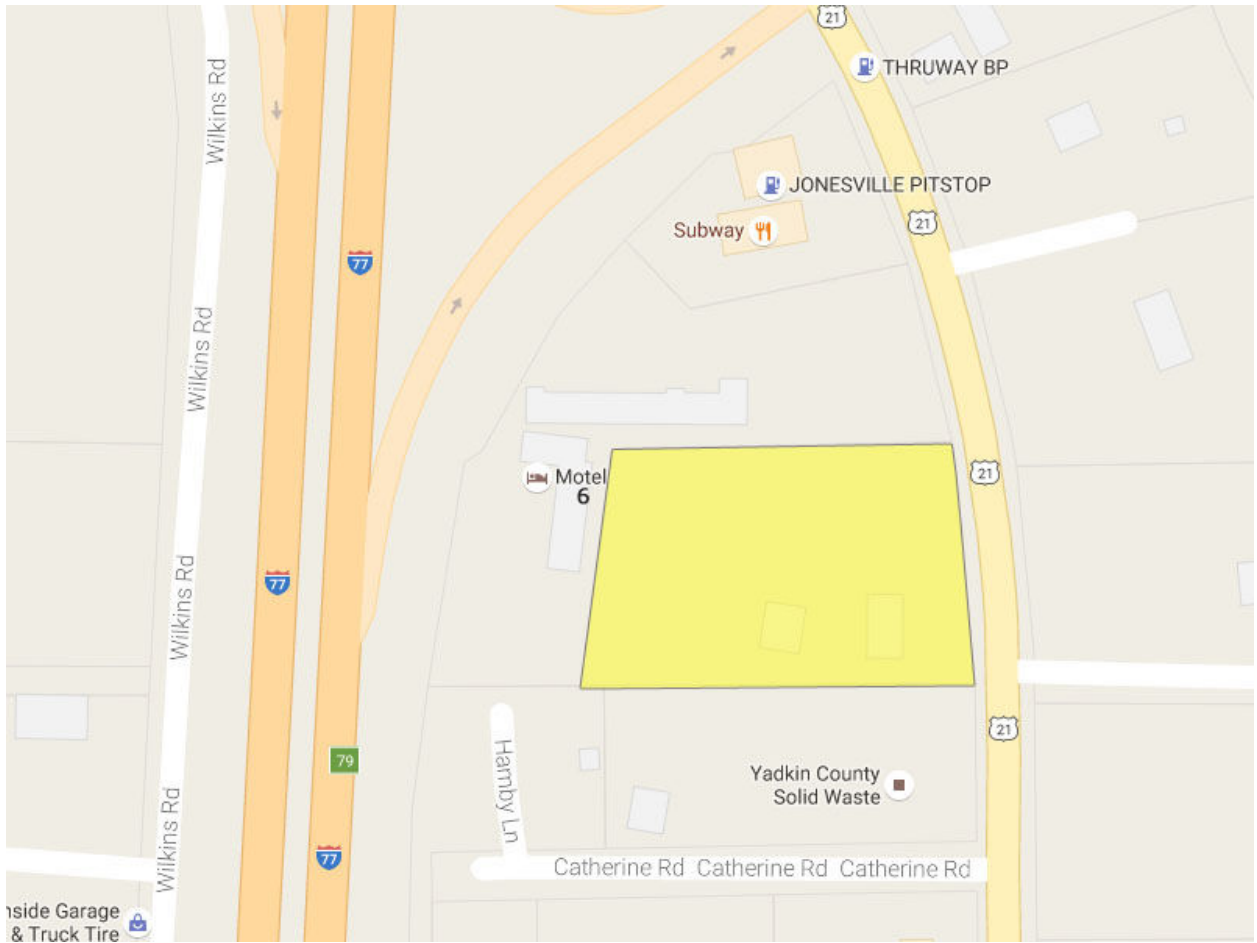 21
THRUWAY BP
Wilkins Rd
JONESVILLE PITSTOP
21
Subway
77
Wilkins Rd
Motel
6
21
77
Wilkins Rd
21
79
Hamby Ln
Yadkin County
Solid Waste
Wilkins Rd
77
Catherine Rd Catherine Rd Catherine Rd
nside Garage
& Truck Tire